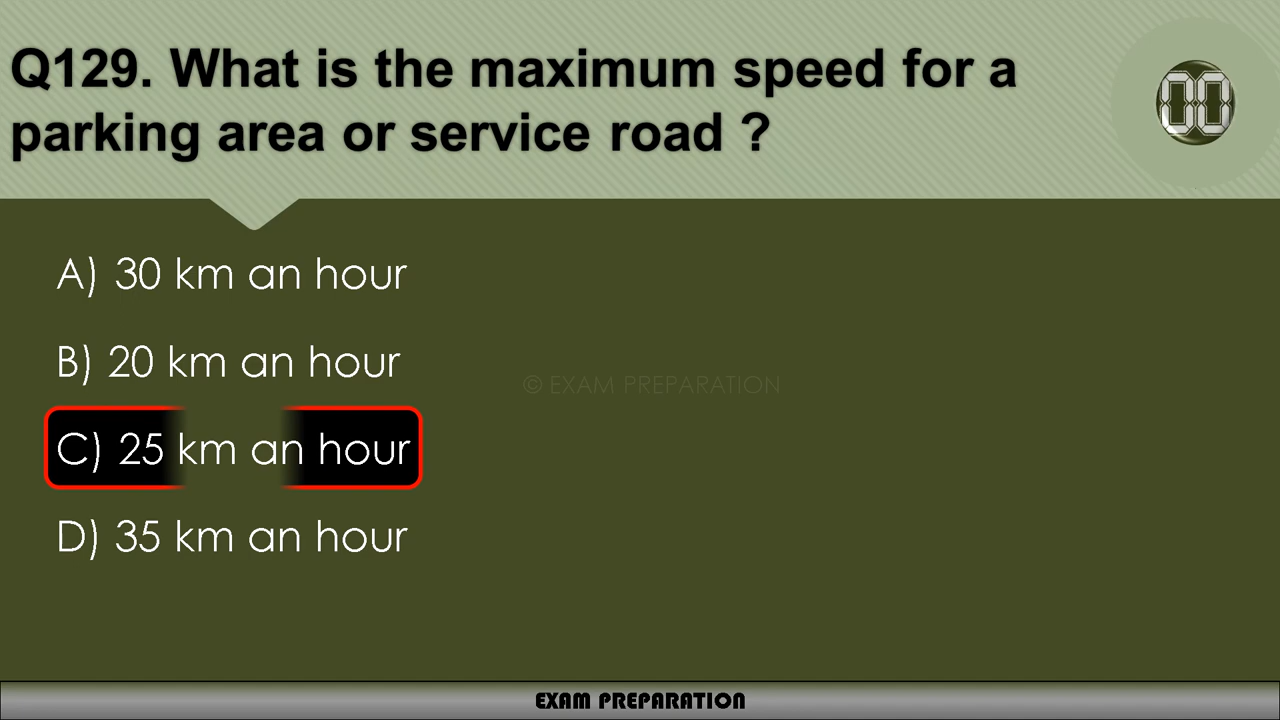 Q129. What is the maximum speed for a
parking area or service road ?
00
A) 30 km an hour
B) 20 km an hour
© EXAM PREPARATION
C) 25 km an hour
D) 35 km an hour
EXAM PREPARATION